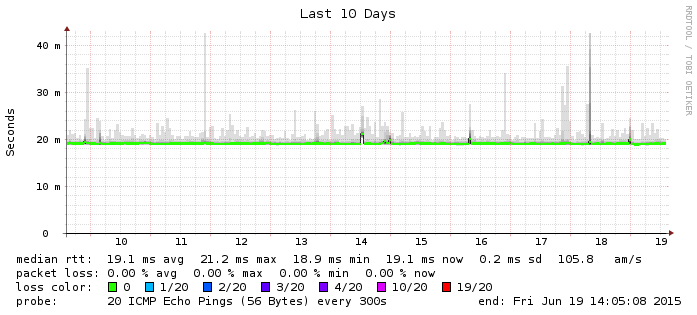 Last 10 Days
RRDTOOL / TOBI OETIKER
Seconds
40 m
30 m
20 m
10 m
0
10 11 12 13 14 15 16 17 18 19
median rtt: 19.1 ms avg 21.2 ms max 18.9 ms min 19.1 ms now 0.2 ms sd 105.8 am/s
packet loss: 0.00 % avg 0.00 % max 0.00 % min 0.00 % now
loss color: 0 1/20 2/20 3/20 4/20 10/20 19/20
probe: 20 ICMP Echo Pings (56 Bytes) every 300s end: Fri Jun 19 14:05:08 2015